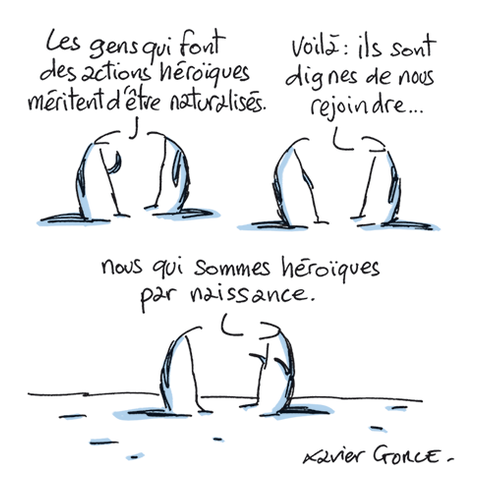 Les gens qui font
des actions héroïques
méritent d'être naturalisés.
Voilà : ils sont
dignes de nous
rejoindre...
nous qui sommes héroïques
par naissance.
Xavier GORCE -